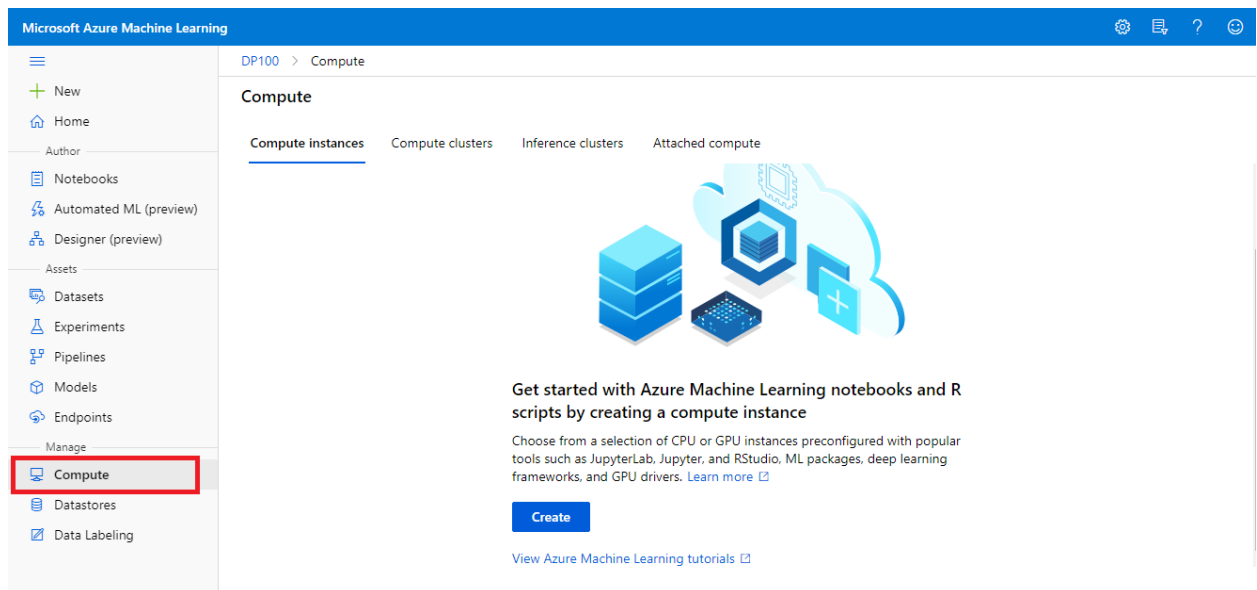 Microsoft Azure Machine Learning
DP100 > Compute
New
Home
Author
Notebooks
Automated ML (preview)
Designer (preview)
Assets
Datasets
Experiments
Pipelines
Models
Endpoints
Manage
Compute
Datastores
Data Labeling
Compute
Compute instances Compute clusters Inference clusters Attached compute
Get started with Azure Machine Learning notebooks and R
scripts by creating a compute instance
Choose from a selection of CPU or GPU instances preconfigured with popular
tools such as JupyterLab, Jupyter, and RStudio, ML packages, deep learning
frameworks, and GPU drivers. Learn more
Create
View Azure Machine Learning tutorials